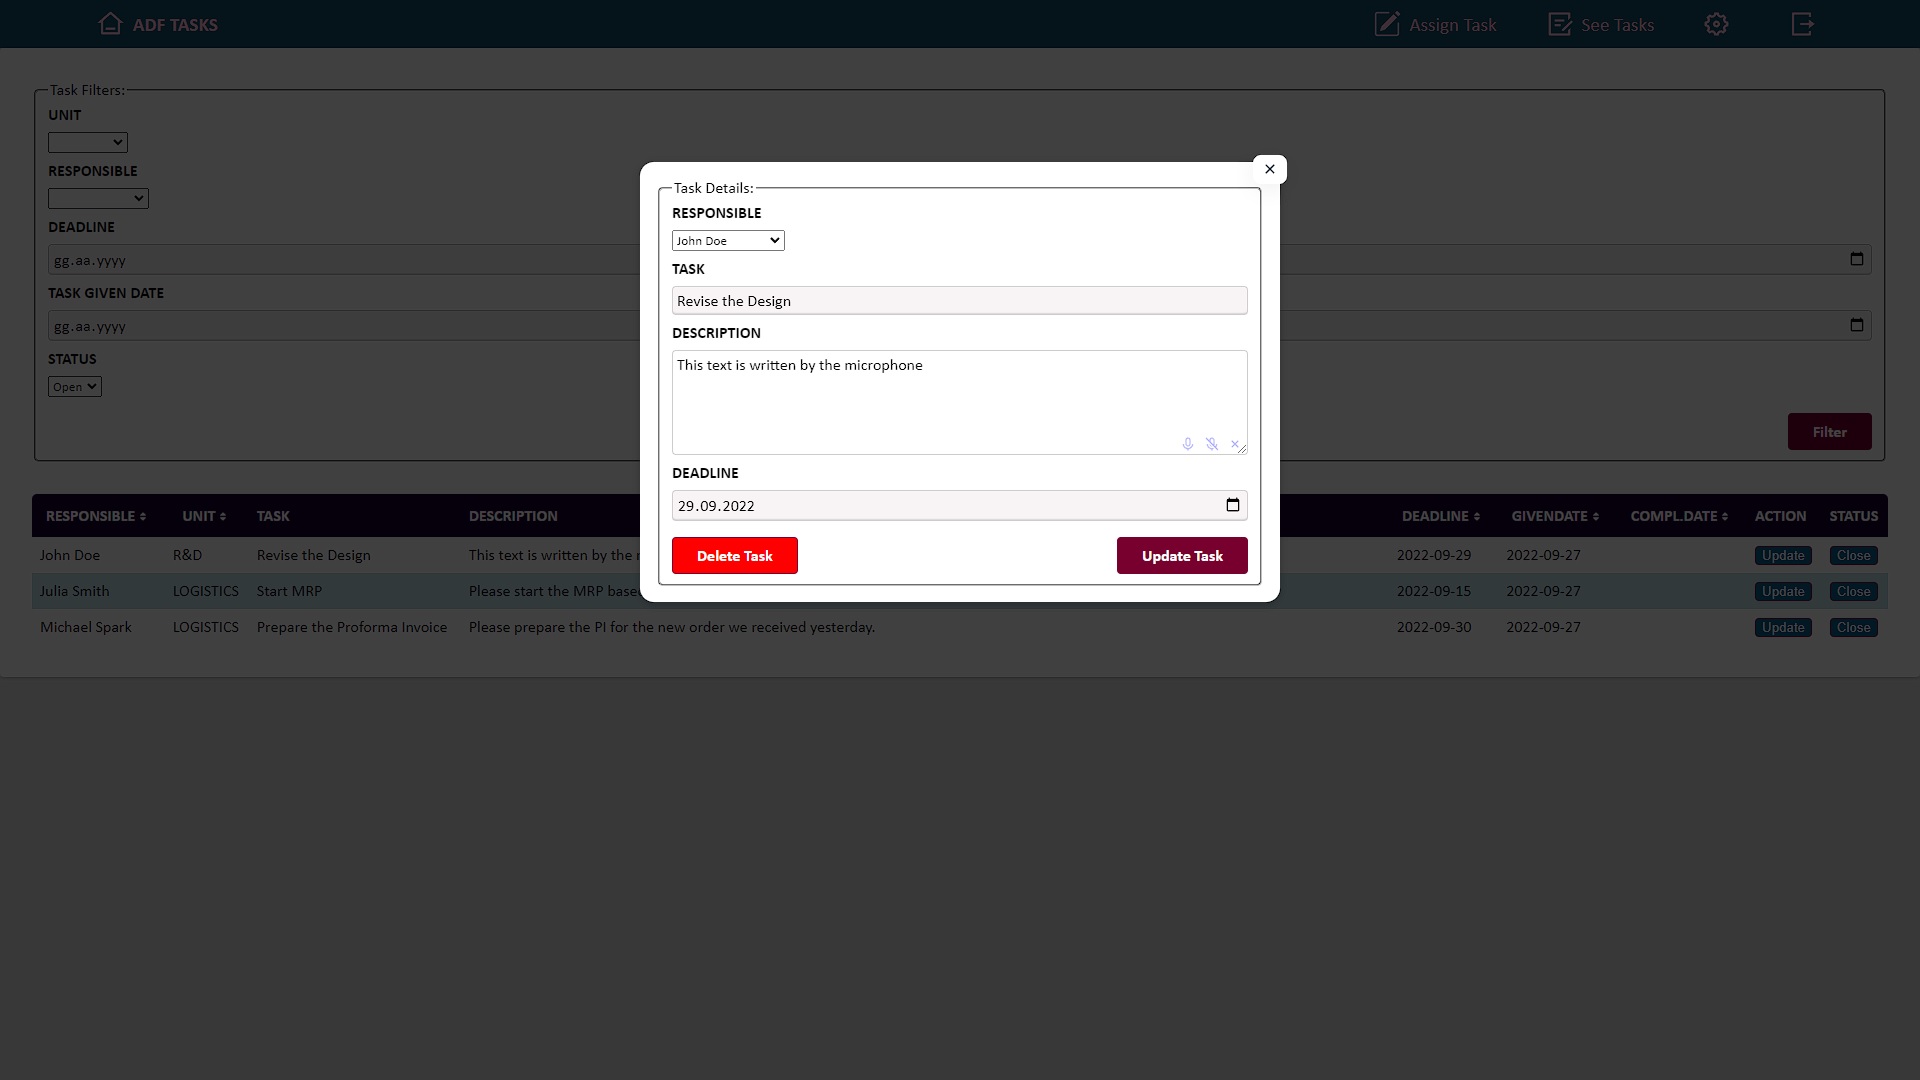 ADF TASKS
Assign Task
See Tasks
Task Filters:
UNIT
RESPONSIBLE
DEADLINE
gg.aa.yyyy
TASK GIVEN DATE
gg.aa.yyyy
STATUS
Open
Filter
Task Details:
RESPONSIBLE
John Doe
TASK
Revise the Design
DESCRIPTION
This text is written by the microphone
DEADLINE
29.09.2022
Delete Task Update Task
RESPONSIBLE UNIT TASK DESCRIPTION DEADLINE GIVENDATE COMPL.DATE ACTION STATUS
John Doe R&D Revise the Design This text is written by the 2022-09-29 2022-09-27 Update Close
Julia Smith LOGISTICS Start MRP Please start the MRP base 2022-09-15 2022-09-27 Update Close
Michael Spark LOGISTICS Prepare the Proforma Invoice Please prepare the PI for the new order we received yesterday. 2022-09-30 2022-09-27 Update Close